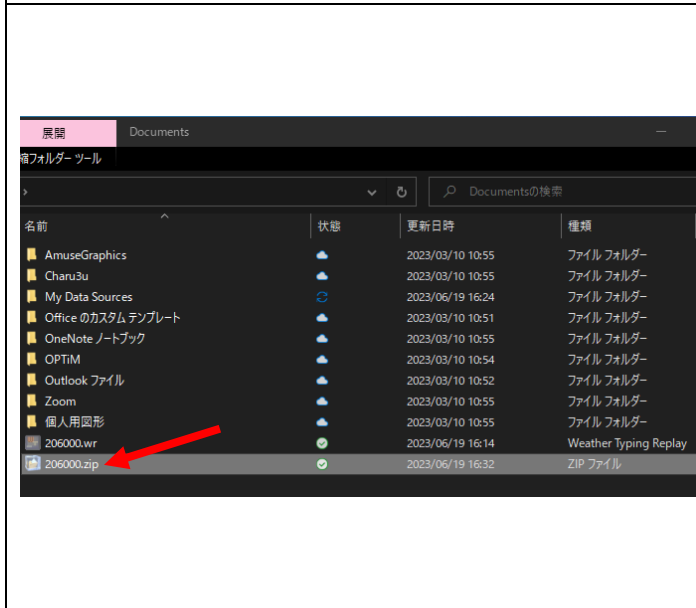 展開 Documents
縮フォルダー ツール
Documentsの検索
名前 状態 更新日時 種類
AmuseGraphics 2023/03/10 10:55 ファイル フォルダー
Charu3u 2023/03/10 10:55 ファイル フォルダー
My Data Sources 2023/06/19 16:24 ファイル フォルダー
Office のカスタム テンプレート 2023/03/10 10:51 ファイル フォルダー
OneNote ノートブック 2023/03/10 10:55 ファイル フォルダー
OPTiM 2023/03/10 10:54 ファイル フォルダー
Outlook ファイル 2023/03/10 10:52 ファイル フォルダー
Zoom 2023/03/10 10:55 ファイル フォルダー
個人用図形 2023/03/10 10:55 ファイル フォルダー
206000.wr 2023/06/19 16:14 Weather Typing Replay
206000.zip 2023/06/19 16:32 ZIP ファイル